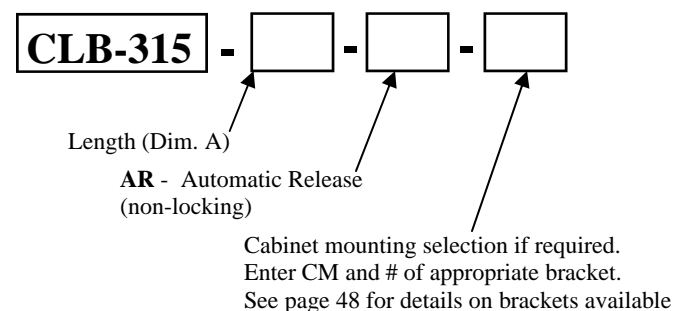 CLB-315 - - -
Length (Dim. A)
AR - Automatic Release
(non-locking)
Cabinet mounting selection if required.
Enter CM and # of appropriate bracket.
See page 48 for details on brackets available